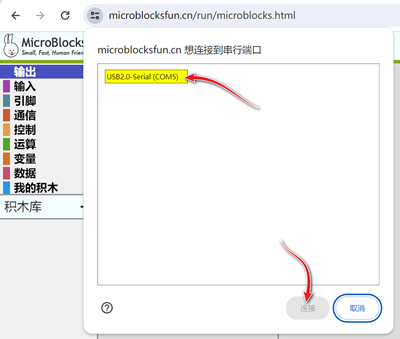 microblocksfun.cn/run/microblocks.html
MicroBlocks
Small, Fast, Human Frien
microblocksfun.cn 想连接到串行端口
USB2.0-Serial (COM5)
输出
输入
引脚
通信
控制
运算
变量
数据
我的积木
积木库
连接
取消